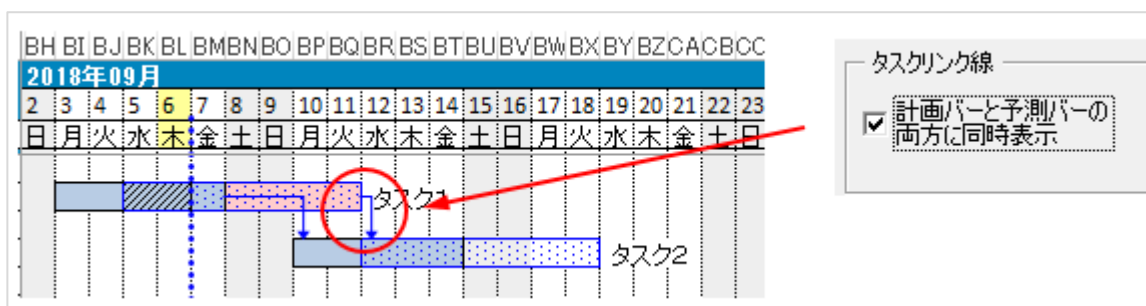 BH BI BJ BK BL BM BN BO BP BQ BR BS BT BU BV BW BX BY BZ CA CB CC
2018年09月
2 3 4 5 6 7 8 9 10 11 12 13 14 15 16 17 18 19 20 21 22 23
日 月 火 水 木 金 土 日 月 火 水 木 金 土 日 月 火 水 木 金 土 日
タスク1
タスク2
タスクリンク線
計画バーと予測バーの
両方に同時表示